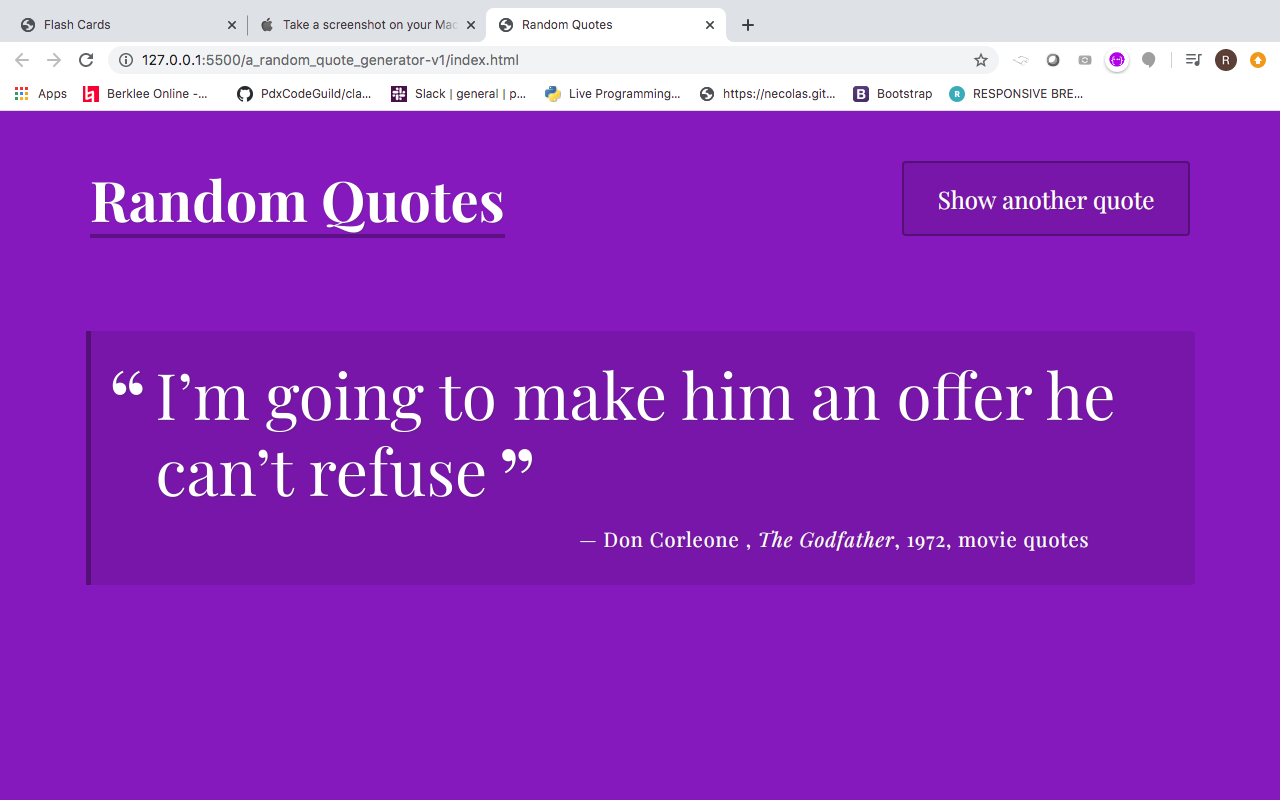 Flash Cards
Take a screenshot on your Mac
Random Quotes
127.0.0.1:5500/a_random_quote_generator-v1/index.html
R
Apps
Berklee Online -...
PdxCodeGuild/cla...
Slack | general | p...
Live Programming...
https://necolas.git...
B
Bootstrap
R
RESPONSIVE BRE...
Random Quotes
Show another quote
“ I’m going to make him an offer he
can’t refuse ”
— Don Corleone , The Godfather, 1972, movie quotes